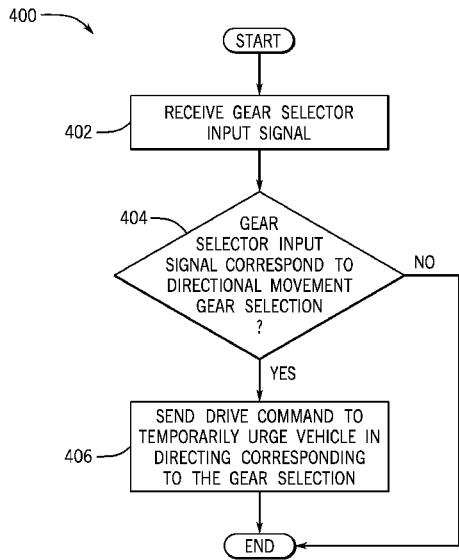 400
START
402
RECEIVE GEAR SELECTOR
INPUT SIGNAL
404
GEAR
SELECTOR INPUT
SIGNAL CORRESPOND TO
DIRECTIONAL MOVEMENT
GEAR SELECTION
?
NO
YES
406
SEND DRIVE COMMAND TO
TEMPORARILY URGE VEHICLE IN
DIRECTING CORRESPONDING
TO THE GEAR SELECTION
END